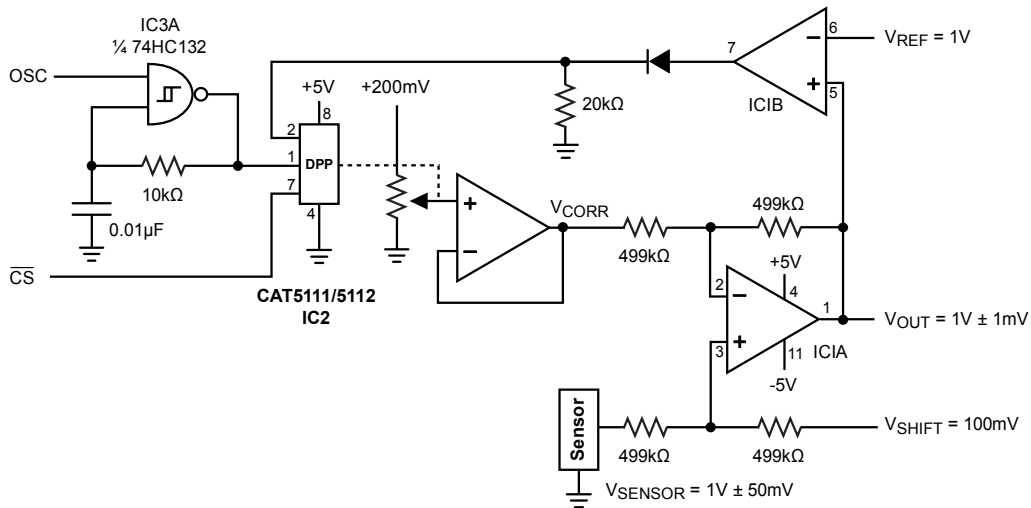 IC3A
¼ 74HC132
OSC
+5V
+200mV
8
2
1
7
DPP
4
10kΩ
0.01µF
CS
CAT5111/5112
IC2
20kΩ
7
6
5
−
+
ICIB
VREF = 1V
+
−
VCORR
499kΩ
499kΩ
+5V
2
−
4
1
3
+
11
ICIA
-5V
VOUT = 1V ± 1mV
Sensor
499kΩ
499kΩ
VSHIFT = 100mV
VSENSOR = 1V ± 50mV